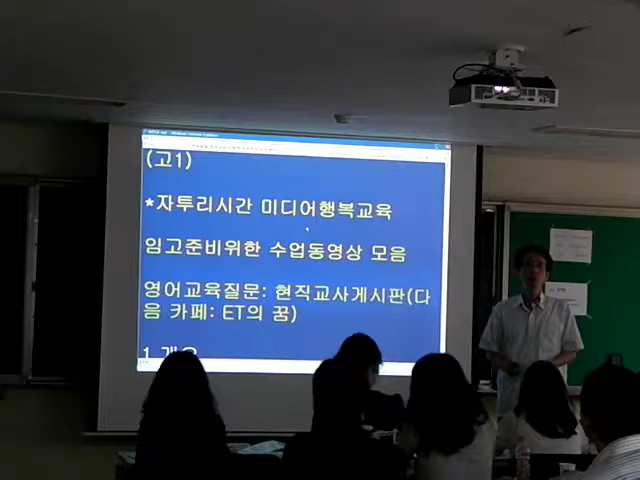 (고1)
*자투리시간 미디어행복교육
임고준비위한 수업동영상 모음
영어교육질문: 현직교사게시판(다
음 카페: ET의 꿈)